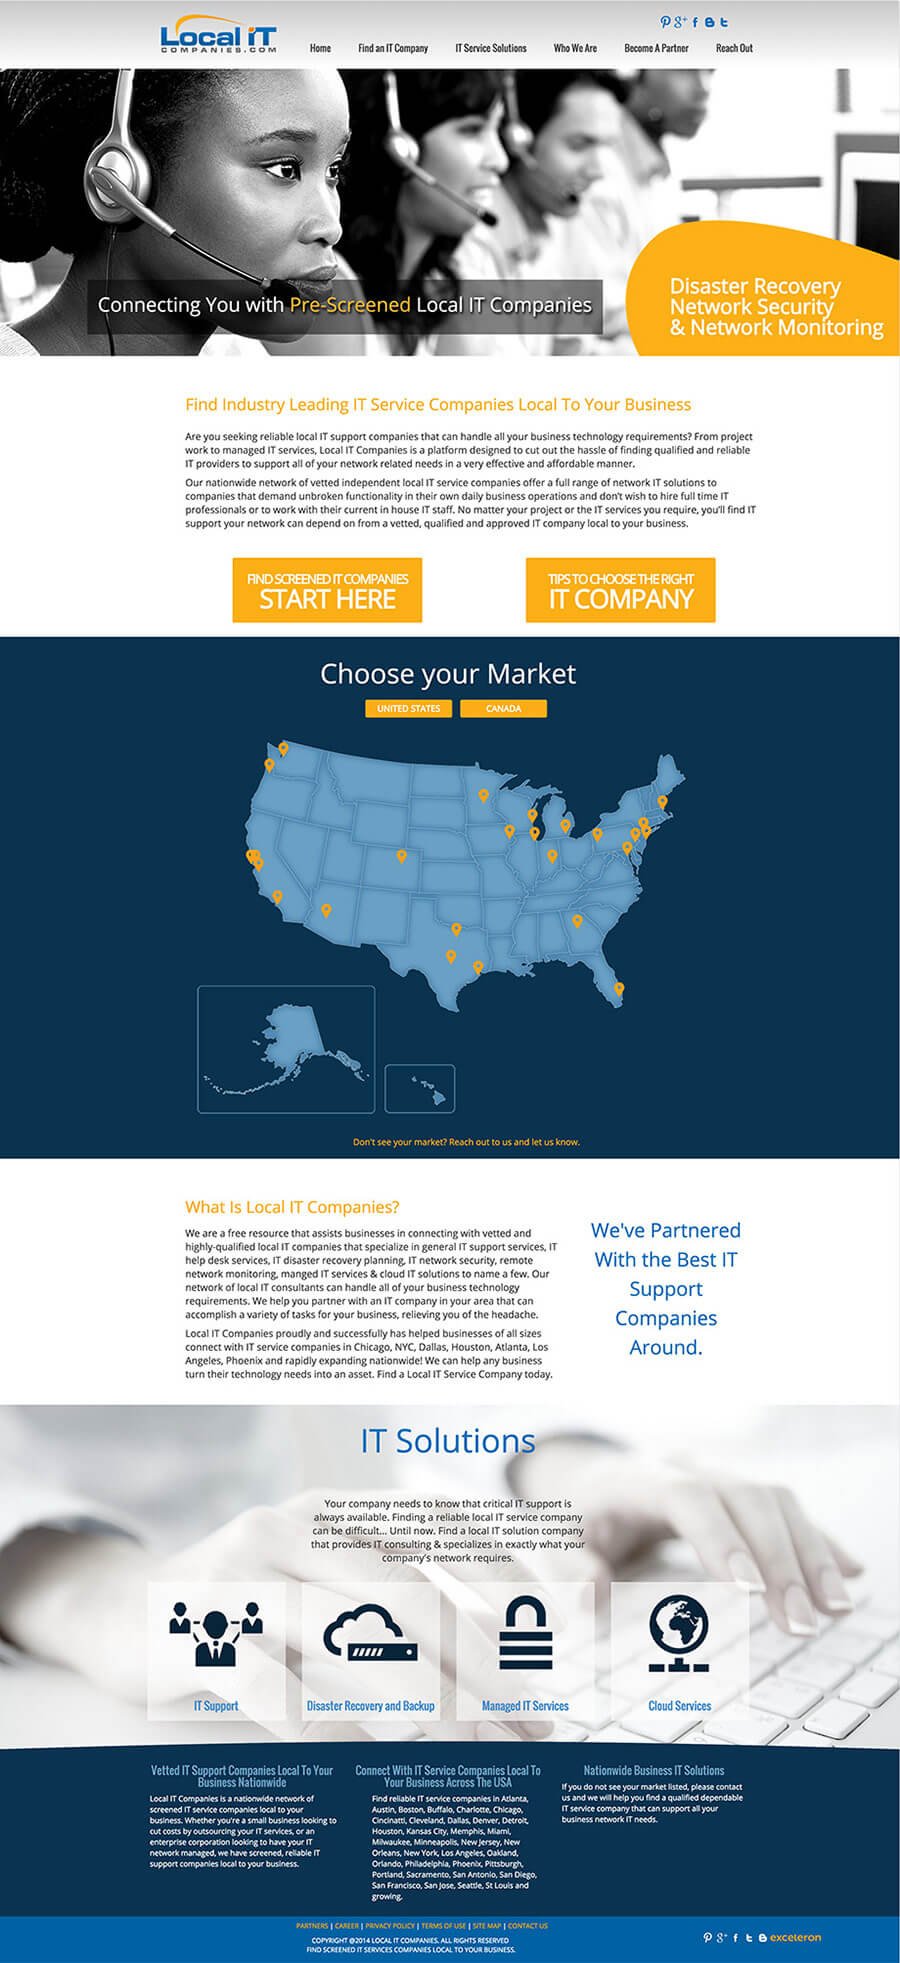 Local IT
COMPANIES.COM
Home Find an IT Company IT Service Solutions Who We Are Become A Partner Reach Out
Connecting You with Pre-Screened Local IT Companies
Disaster Recovery
Network Security
& Network Monitoring
Find Industry Leading IT Service Companies Local To Your Business
Are you seeking reliable local IT support companies that can handle all your business technology requirements? From project
work to managed IT services, Local IT Companies is a platform designed to cut out the hassle of finding qualified and reliable
IT providers to support all of your network related needs in a very effective and affordable manner.
Our nationwide network of vetted independent local IT service companies offer a full range of network IT solutions to
companies that demand unbroken functionality in their own daily business operations and don't wish to hire full time IT
professionals or to work with their current in house IT staff. No matter your project or the IT services you require, you'll find IT
support your network can depend on from a vetted, qualified and approved IT company local to your business.
FIND SCREENED IT COMPANIES
START HERE
TIPS TO CHOOSE THE RIGHT
IT COMPANY
Choose your Market
UNITED STATES CANADA
Don't see your market? Reach out to us and let us know.
What Is Local IT Companies?
We are a free resource that assists businesses in connecting with vetted and
highly-qualified local IT companies that specialize in general IT support services, IT
help desk services, IT disaster recovery planning, IT network security, remote
network monitoring, manged IT services & cloud IT solutions to name a few. Our
network of local IT consultants can handle all of your business technology
requirements. We help you partner with an IT company in your area that can
accomplish a variety of tasks for your business, relieving you of the headache.
Local IT Companies proudly and successfully has helped businesses of all sizes
connect with IT service companies in Chicago, NYC, Dallas, Houston, Atlanta, Los
Angeles, Phoenix and rapidly expanding nationwide! We can help any business
turn their technology needs into an asset. Find a Local IT Service Company today.
We've Partnered
With the Best IT
Support
Companies
Around.
IT Solutions
Your company needs to know that critical IT support is
always available. Finding a reliable local IT service company
can be difficult... Until now. Find a local IT solution company
that provides IT consulting & specializes in exactly what your
company's network requires.
IT Support
Disaster Recovery and Backup
Managed IT Services
Cloud Services
Vetted IT Support Companies Local To Your
Business Nationwide
Local IT Companies is a nationwide network of
screened IT service companies local to your
business. Whether you're a small business looking to
cut costs by outsourcing your IT services, or an
enterprise corporation looking to have your IT
network managed, we have screened, reliable IT
support companies local to your business.
Connect With IT Service Companies Local To
Your Business Across The USA
Find reliable IT service companies in Atlanta,
Austin, Boston, Buffalo, Charlotte, Chicago,
Cincinatti, Cleveland, Dallas, Denver, Detroit,
Houston, Kansas City, Memphis, Miami,
Milwaukee, Minneapolis, New Jersey, New
Orleans, New York, Los Angeles, Oakland,
Orlando, Philadelphia, Phoenix, Pittsburgh,
Portland, Sacramento, San Antonio, San Diego,
San Francisco, San Jose, Seattle, St Louis and
growing.
Nationwide Business IT Solutions
If you do not see your market listed, please contact
us and we will help you find a qualified dependable
IT service company that can support all your
business network IT needs.
PARTNERS | CAREER | PRIVACY POLICY | TERMS OF USE | SITE MAP | CONTACT US
COPYRIGHT @2014 LOCAL IT COMPANIES. ALL RIGHTS RESERVED
FIND SCREENED IT SERVICES COMPANIES LOCAL TO YOUR BUSINESS.
exceleron